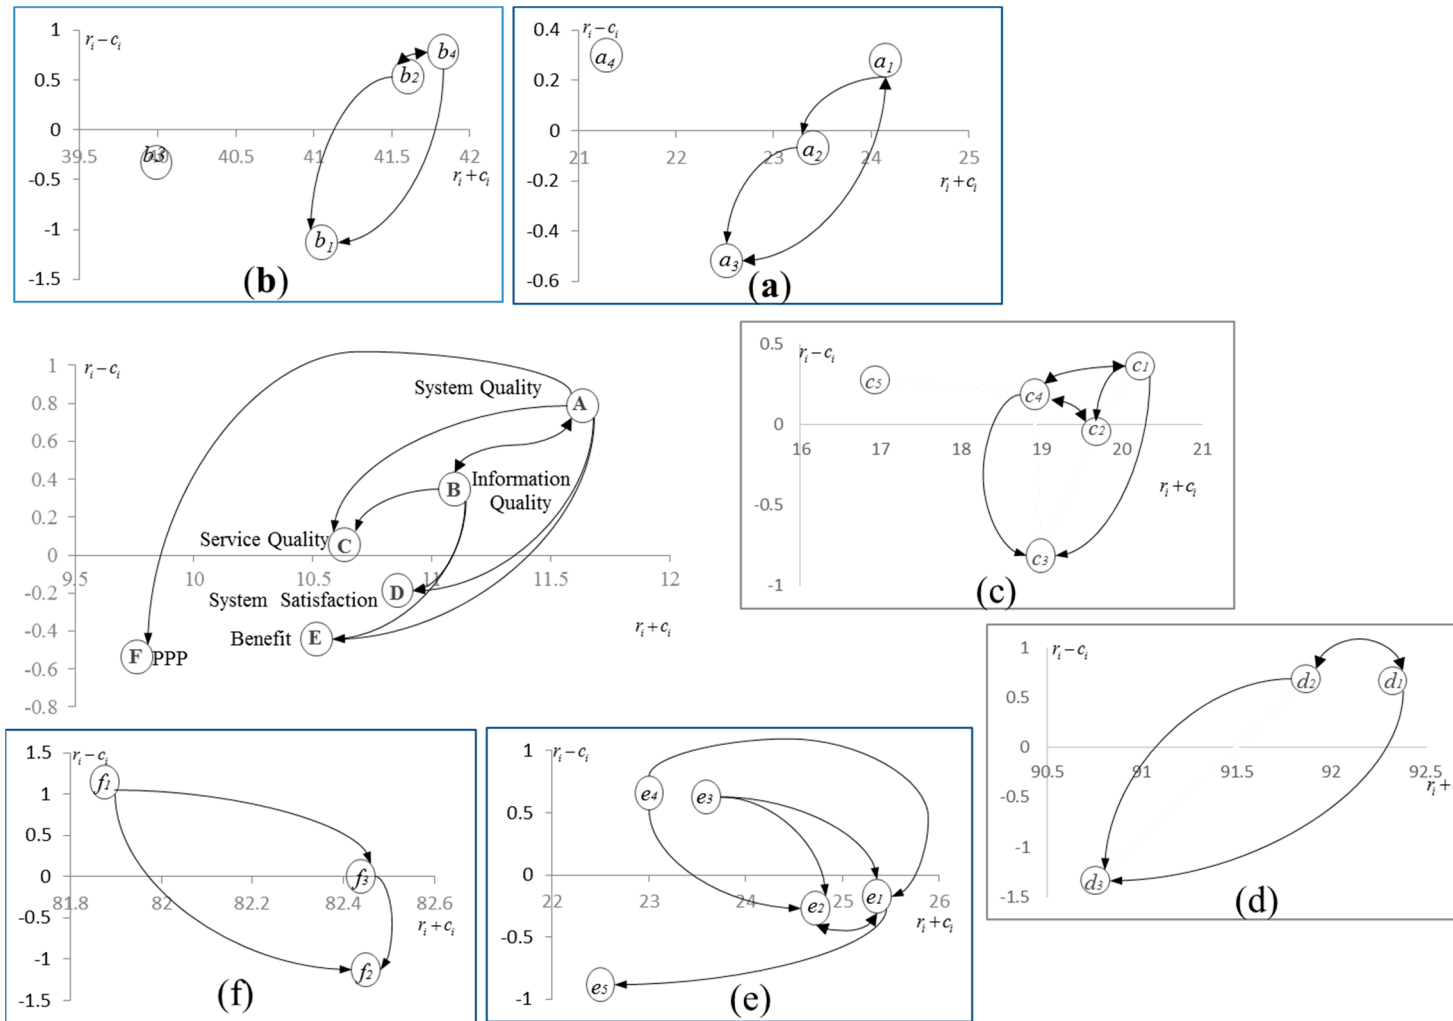 1
r_i – c_i
b4
b2
0.5
0
39.5
40
40.5
41
41.5
42
b3
r_i + c_i
-0.5
-1
b1
-1.5
(b)
0.4
r_i – c_i
a4
a1
0.2
0
21
22
23
24
25
a2
r_i + c_i
-0.2
-0.4
a3
-0.6
(a)
1
r_i – c_i
System Quality
A
0.8
0.6
0.4
B
Information
Quality
0.2
Service Quality
C
0
9.5
10
10.5
11
11.5
12
-0.2
D
System Satisfaction
-0.4
Benefit
E
r_i + c_i
-0.6
F
PPP
-0.8
0.5
r_i – c_i
c5
c4
c1
0
c2
16
17
18
19
20
21
-0.5
r_i + c_i
c3
-1
(c)
1
r_i – c_i
d2
d1
0.5
0
90.5
91
91.5
92
92.5
-0.5
r_i +
-1
d3
-1.5
(d)
1.5
r_i – c_i
f1
1
0.5
0
f3
81.8
82
82.2
82.4
82.6
-0.5
r_i + c_i
-1
f2
-1.5
(f)
1
r_i – c_i
e4
e3
0.5
0
22
23
24
25
26
e2
e1
r_i + c_i
-0.5
e5
-1
(e)